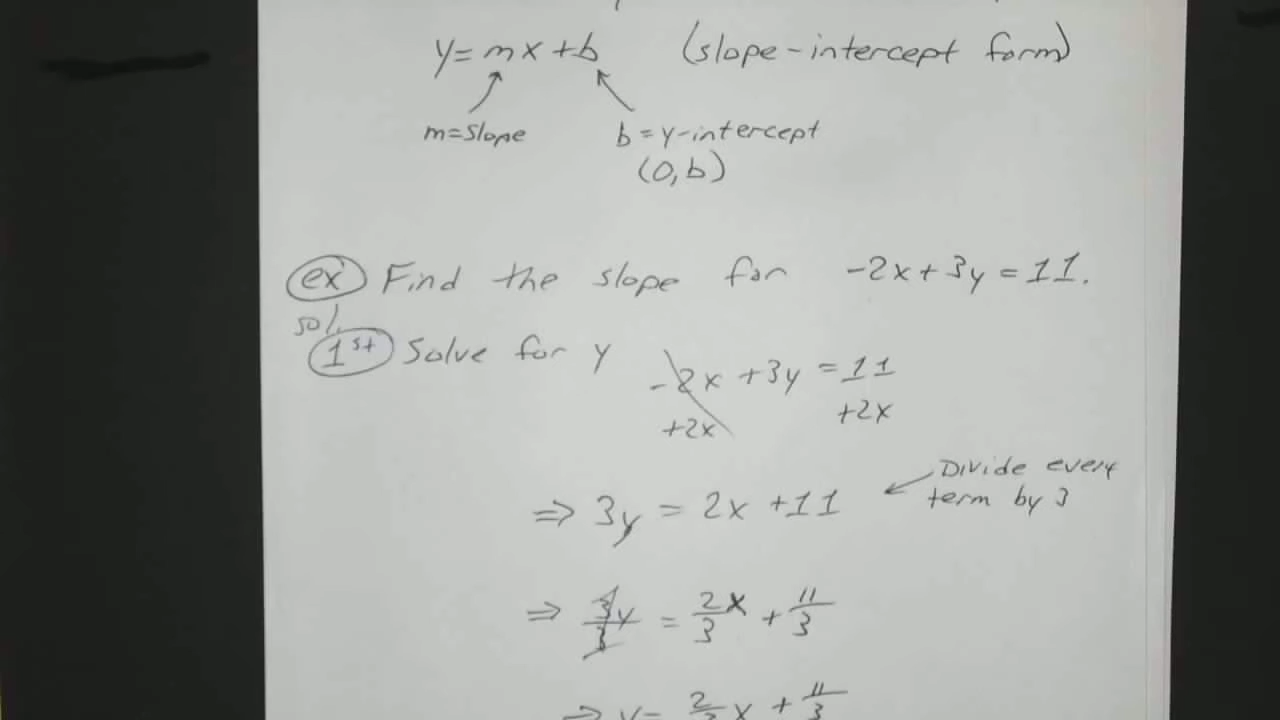 y = mx + b (slope-intercept form)
m = slope b = y-intercept
(0, b)
ex Find the slope for -2x + 3y = 11.
sol.
1st Solve for y
-2x + 3y = 11
+2x +2x
⇒ 3y = 2x + 11 ← Divide every
term by 3
⇒ 3y/3 = 2x/3 + 11/3
⇒ y = 2/3 x + 11/3